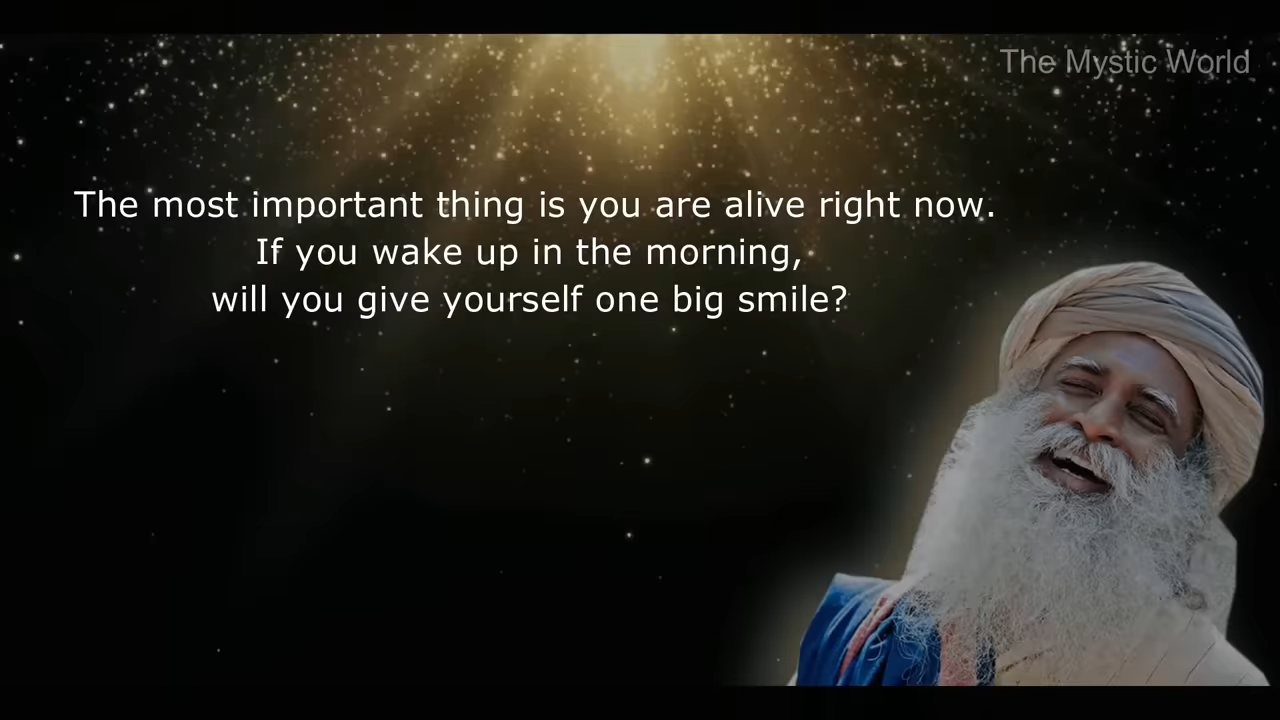 The Mystic World
The most important thing is you are alive right now.
If you wake up in the morning,
will you give yourself one big smile?